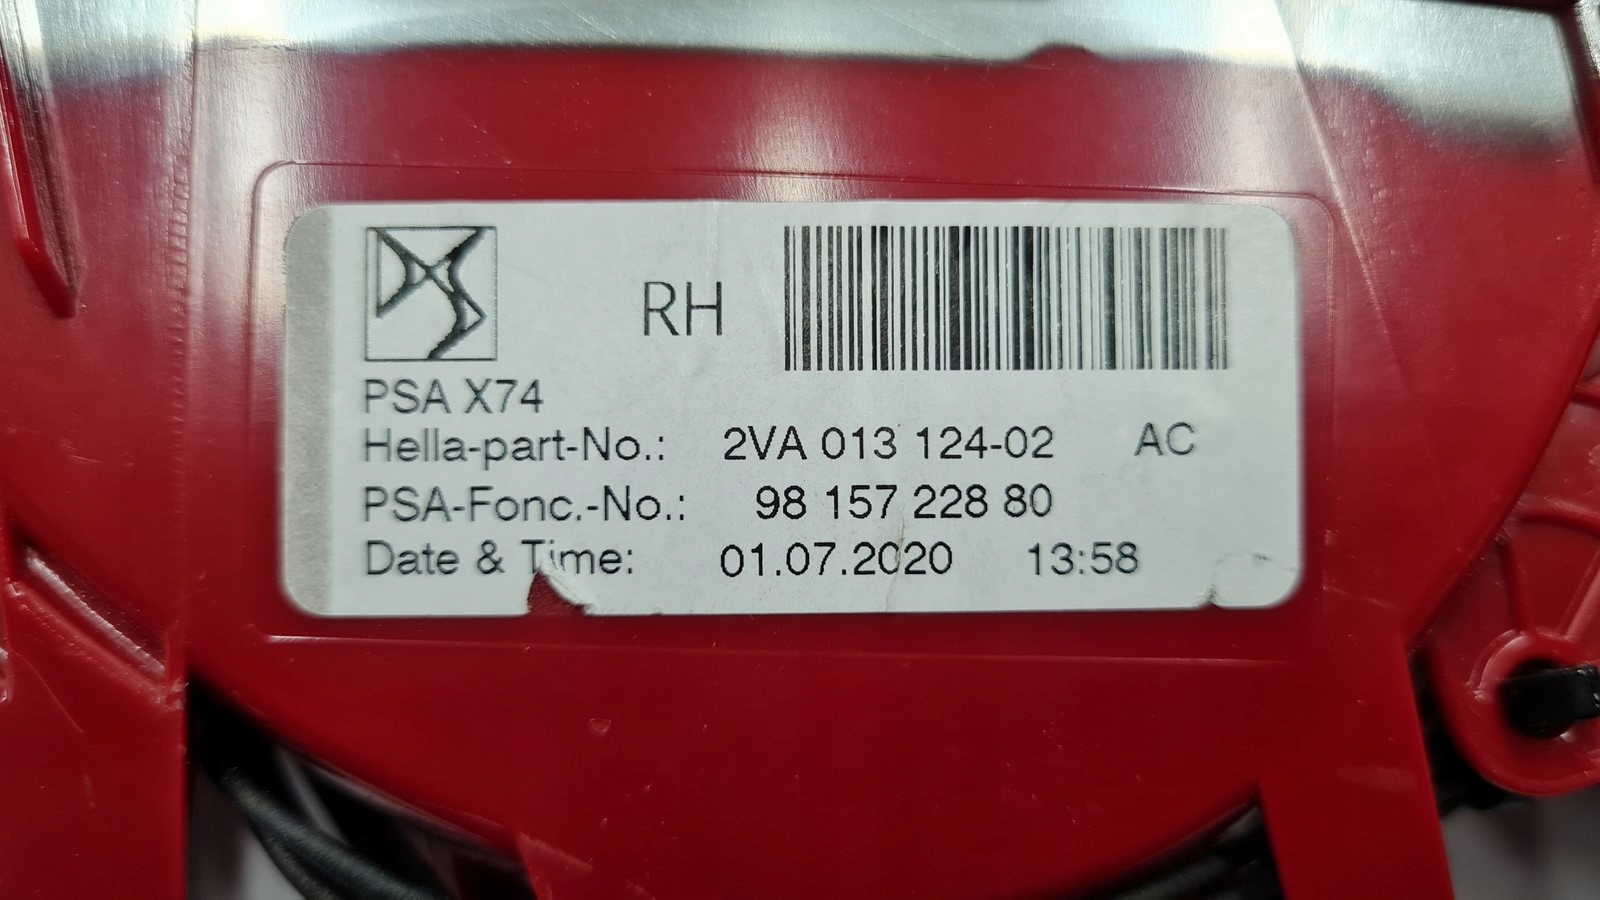 RH
PSA X74
Hella-part-No.: 2VA 013 124-02 AC
PSA-Fonc.-No.: 98 157 228 80
Date & Time: 01.07.2020 13:58